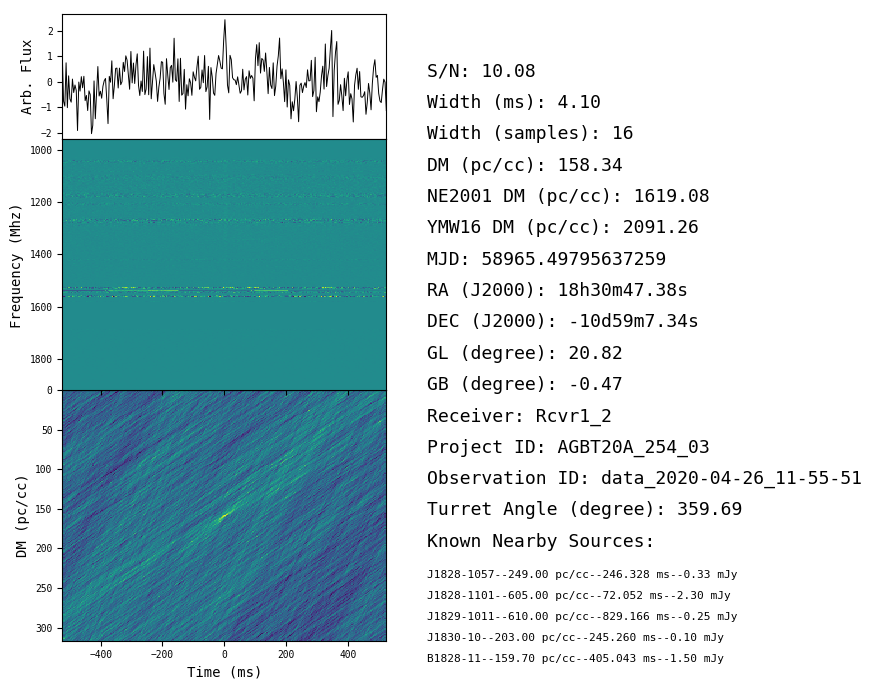 Arb. Flux
2
1
0
−1
−2
Frequency (Mhz)
1000
1200
1400
1600
1800
DM (pc/cc)
0
50
100
150
200
250
300
−400
−200
0
200
400
Time (ms)
S/N: 10.08
Width (ms): 4.10
Width (samples): 16
DM (pc/cc): 158.34
NE2001 DM (pc/cc): 1619.08
YMW16 DM (pc/cc): 2091.26
MJD: 58965.49795637259
RA (J2000): 18h30m47.38s
DEC (J2000): -10d59m7.34s
GL (degree): 20.82
GB (degree): -0.47
Receiver: Rcvr1_2
Project ID: AGBT20A_254_03
Observation ID: data_2020-04-26_11-55-51
Turret Angle (degree): 359.69
Known Nearby Sources:
J1828-1057--249.00 pc/cc--246.328 ms--0.33 mJy
J1828-1101--605.00 pc/cc--72.052 ms--2.30 mJy
J1829-1011--610.00 pc/cc--829.166 ms--0.25 mJy
J1830-10--203.00 pc/cc--245.260 ms--0.10 mJy
B1828-11--159.70 pc/cc--405.043 ms--1.50 mJy